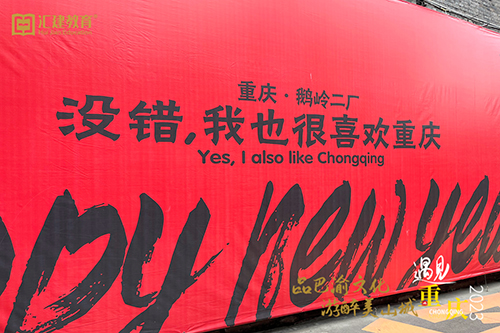 汇建教育
重庆·鹅岭二厂
没错,我也很喜欢重庆
Yes, I also like Chongqing
ppy new yea
品巴渝文化
游醉美山城
遇见
重庆
CHONGQING
2023